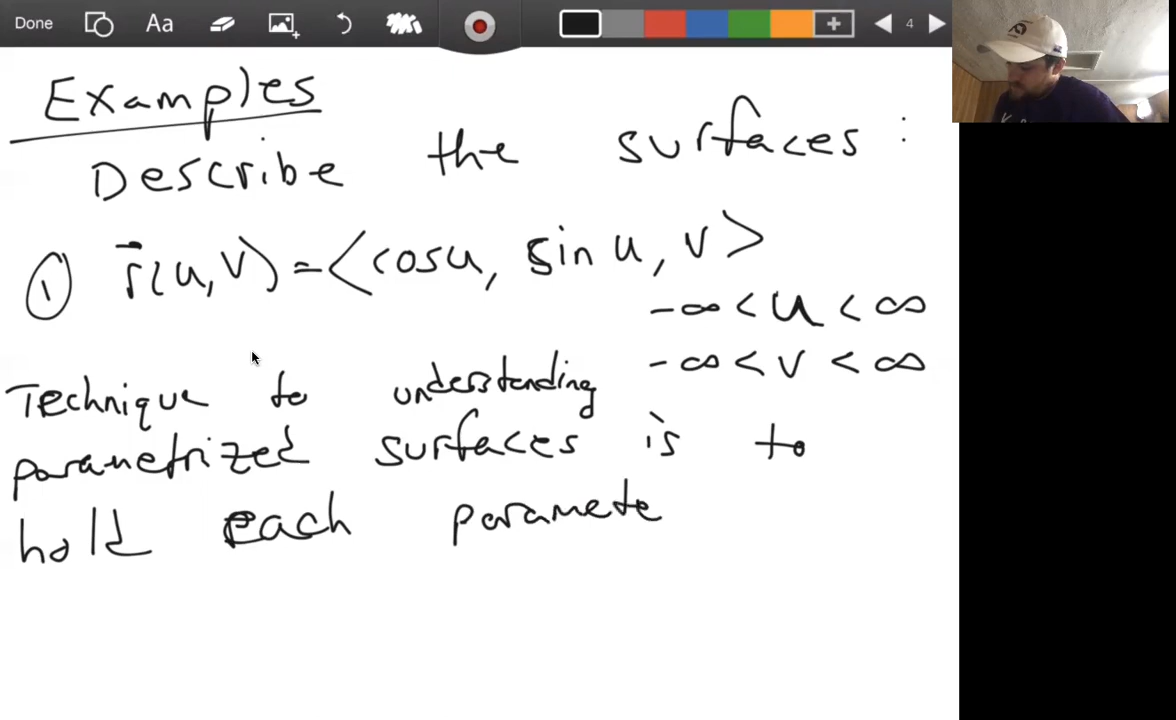 Done Aa 4
Examples
Describe the surfaces:
① r⃗(u,v)=<cosu, sin u, v>
-∞ < u < ∞
-∞ < v < ∞
Technique to understanding
parametrized surfaces is to
hold each paramete